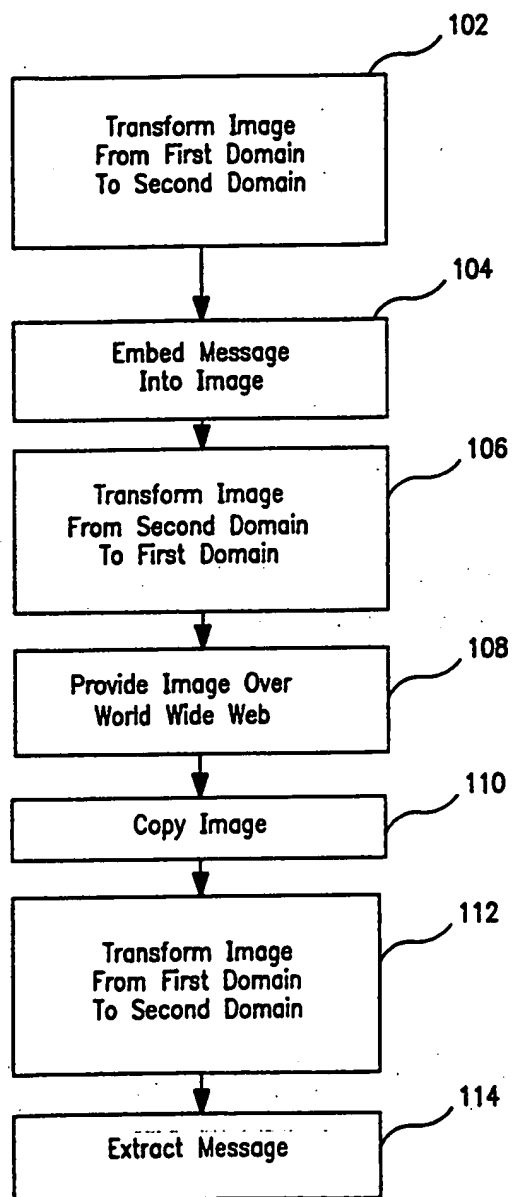 102
Transform Image
From First Domain
To Second Domain
104
Embed Message
Into Image
106
Transform Image
From Second Domain
To First Domain
108
Provide Image Over
World Wide Web
110
Copy Image
112
Transform Image
From First Domain
To Second Domain
114
Extract Message